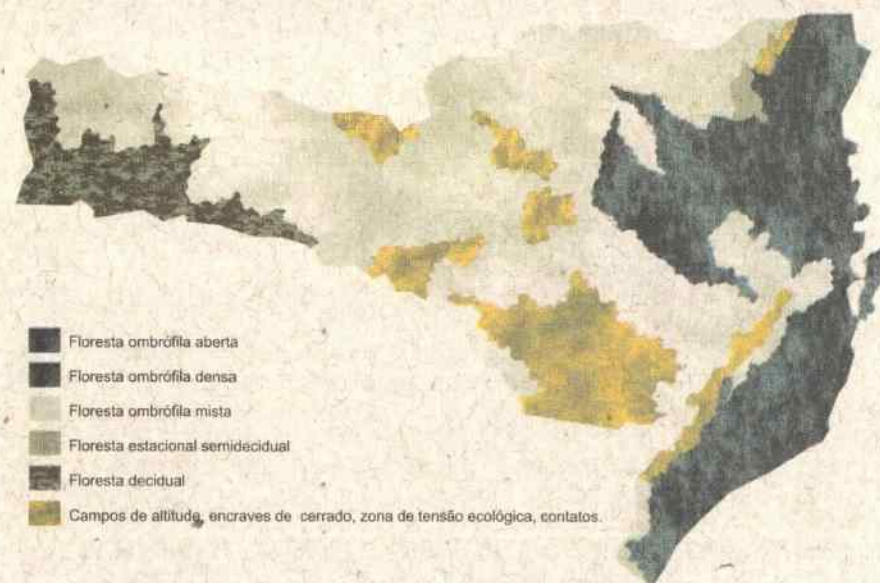 Floresta ombrófila aberta
Floresta ombrófila densa
Floresta ombrófila mista
Floresta estacional semidecidual
Floresta decidual
Campos de altitude, encraves de cerrado, zona de tensão ecológica, contatos.